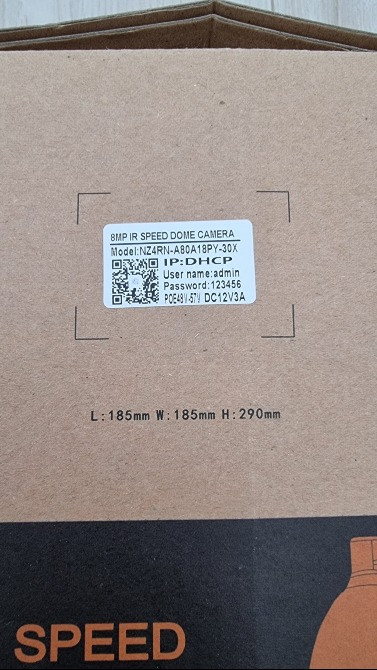 8MP IR SPEED DOME CAMERA
Model:NZ4RN-A80A18PY-30X
IP:DHCP
User name:admin
Password:123456
POE48V-57V DC12V3A
L:185mm W:185mm H:290mm
SPEED